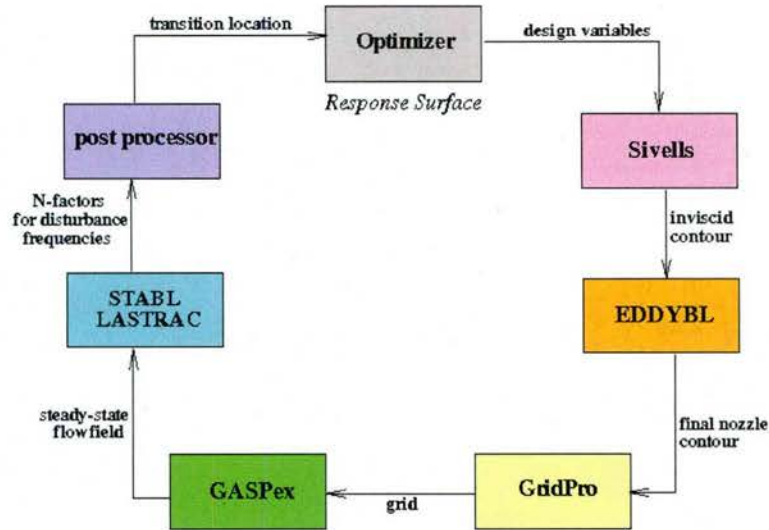 transition location
Optimizer
design variables
Response Surface
post processor
Sivells
N-factors
for disturbance
frequencies
inviscid
contour
STABL
LASTRAC
EDDYBL
steady-state
flowfield
final nozzle
contour
GASPex
grid
GridPro